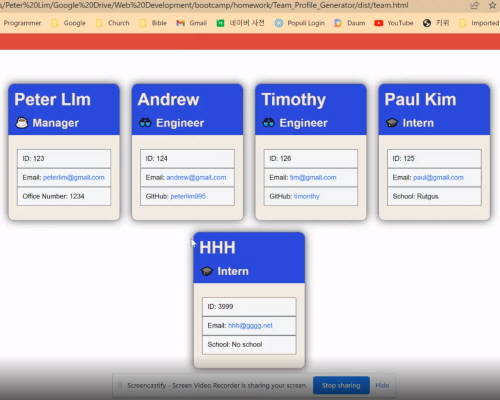 s/Peter%20Lim/Google%20Drive/Web%20Development/bootcamp/homework/Team_Profile_Generator/dist/team.html
Programmer Google Church Bible Gmail 네이버 사전 Populi Login Daum YouTube 키위 Imported
Peter LIm
Manager
ID: 123
Email: peterlim@gmail.com
Office Number: 1234
Andrew
Engineer
ID: 124
Email: andrew@gmail.com
GitHub: peterlim995
Timothy
Engineer
ID: 126
Email: tim@gmail.com
GitHub: timonthy
Paul Kim
Intern
ID: 125
Email: paul@gmail.com
School: Rutgus
HHH
Intern
ID: 3999
Email: hhh@gggg.net
School: No school
Screencastify - Screen Video Recorder is sharing your screen.
Stop sharing
Hide